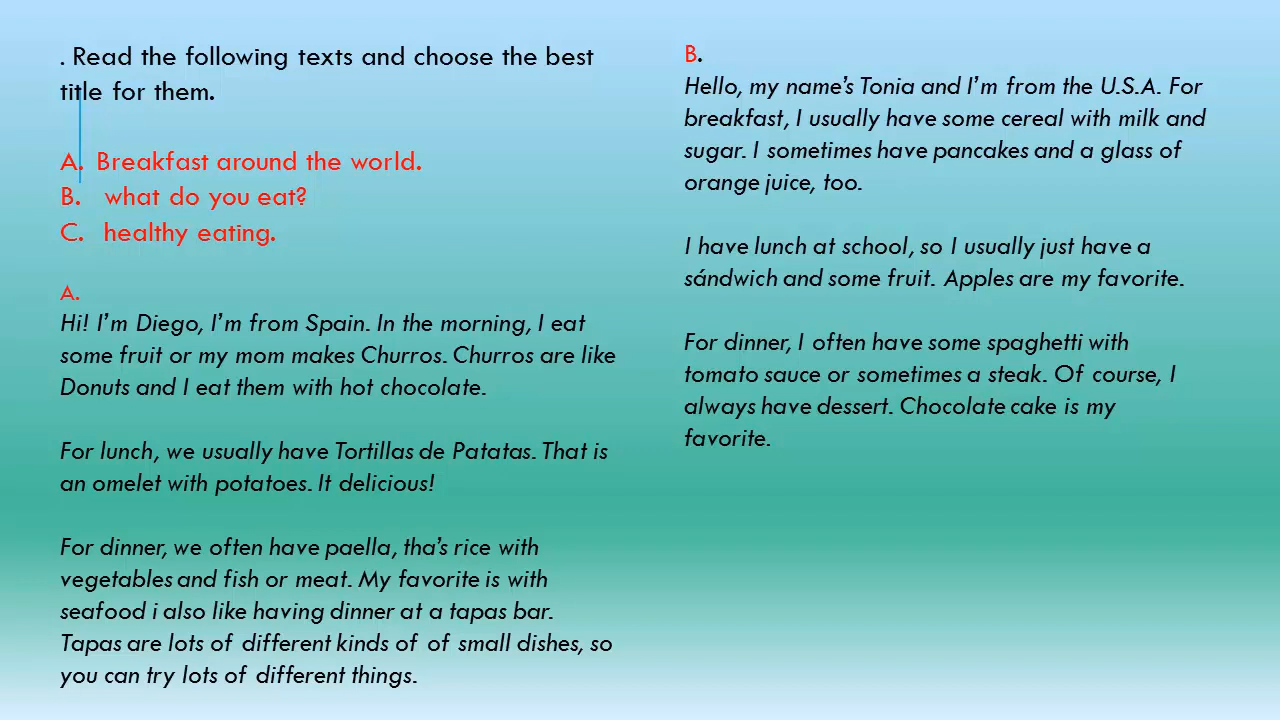 . Read the following texts and choose the best
title for them.
A. Breakfast around the world.
B. what do you eat?
C. healthy eating.
A.
Hi! I'm Diego, I'm from Spain. In the morning, I eat
some fruit or my mom makes Churros. Churros are like
Donuts and I eat them with hot chocolate.
For lunch, we usually have Tortillas de Patatas. That is
an omelet with potatoes. It delicious!
For dinner, we often have paella, tha's rice with
vegetables and fish or meat. My favorite is with
seafood i also like having dinner at a tapas bar.
Tapas are lots of different kinds of of small dishes, so
you can try lots of different things.
B.
Hello, my name's Tonia and I'm from the U.S.A. For
breakfast, I usually have some cereal with milk and
sugar. I sometimes have pancakes and a glass of
orange juice, too.
I have lunch at school, so I usually just have a
sándwich and some fruit. Apples are my favorite.
For dinner, I often have some spaghetti with
tomato sauce or sometimes a steak. Of course, I
always have dessert. Chocolate cake is my
favorite.